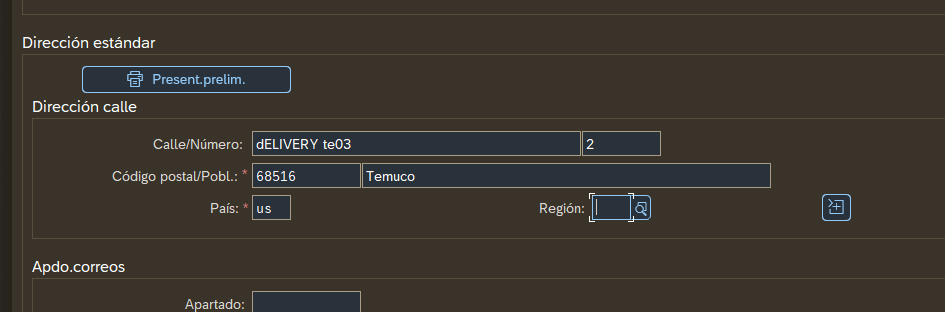 Dirección estándar
Present.prelim.
Dirección calle
Calle/Número: dELIVERY te03 2
Código postal/Pobl.: * 68516 Temuco
País: * us Región:
Apdo.correos
Apartado: